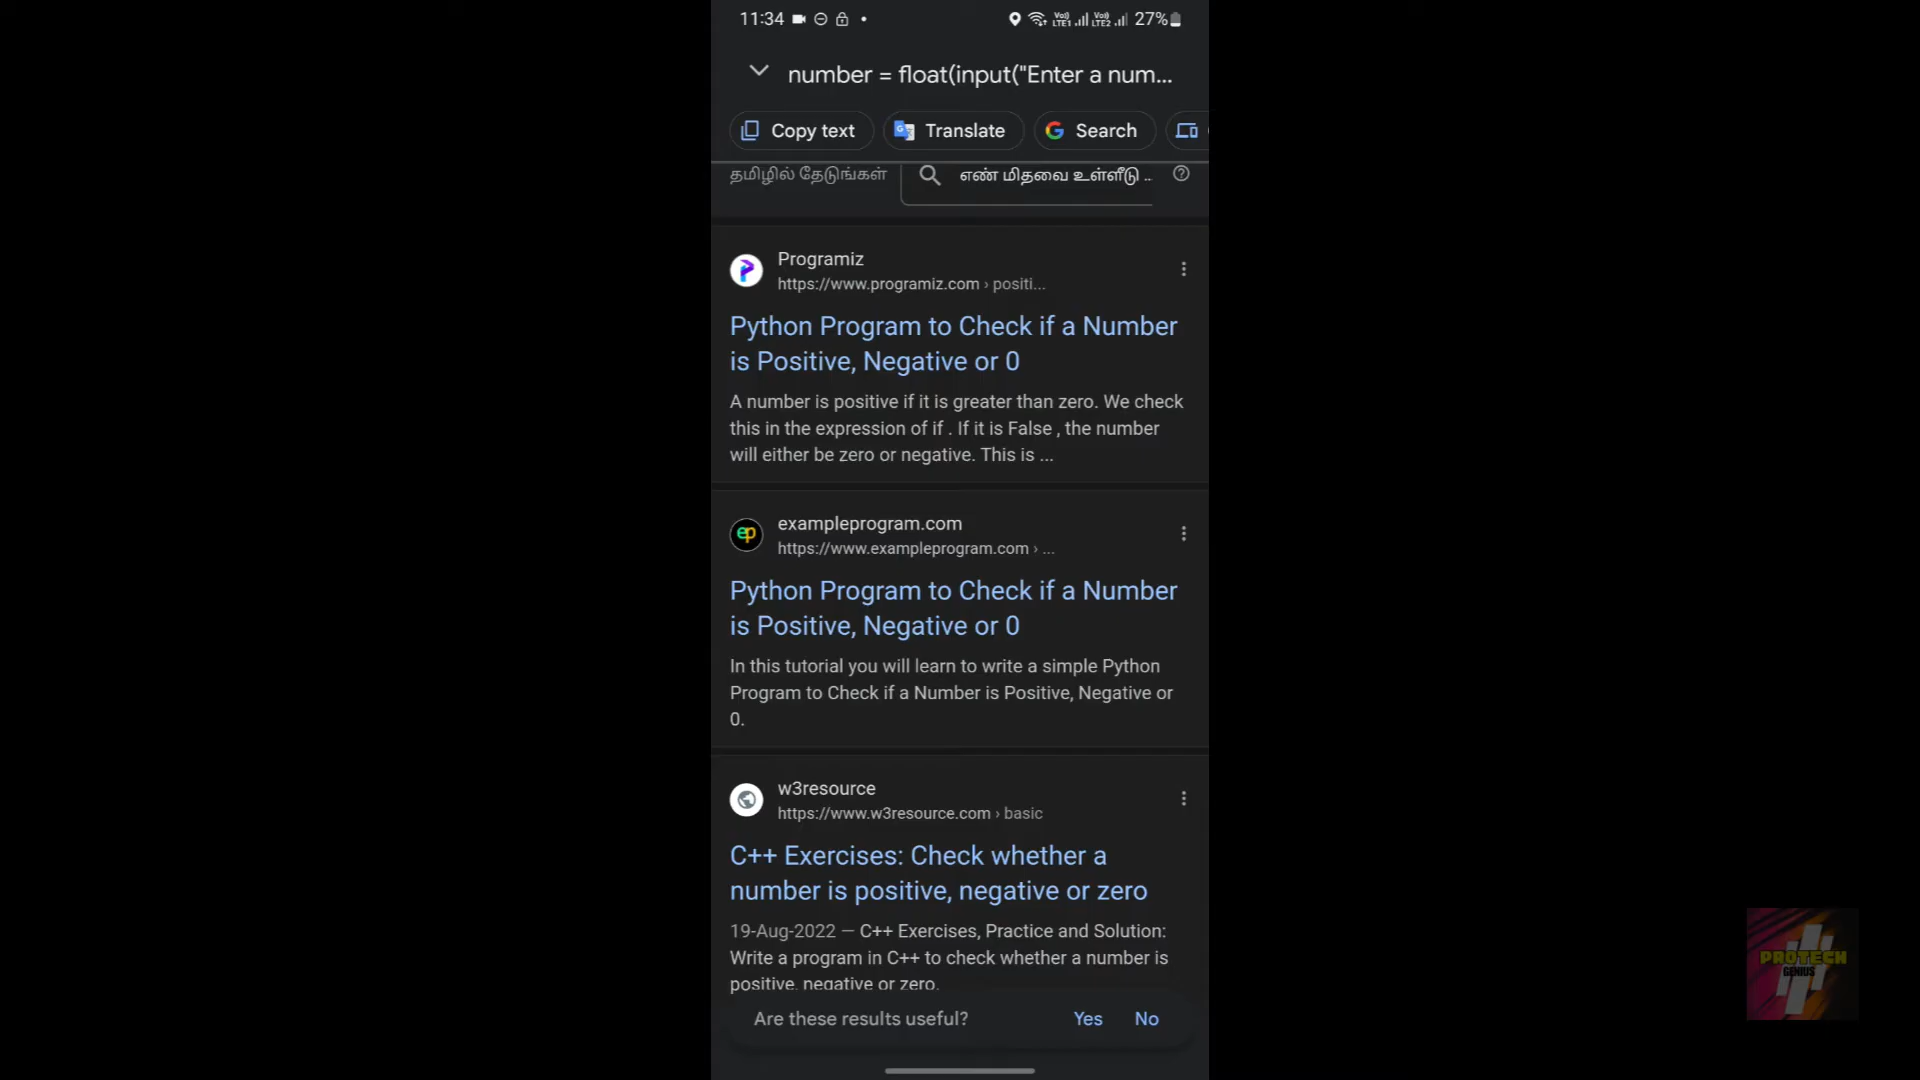 11:34 Vo) LTE1 Vo) LTE2 27%
number = float(input("Enter a num...
Copy text Translate Search
தமிழில் தேடுங்கள் எண் மிதவை உள்ளீடு ...
Programiz
https://www.programiz.com › positi...
Python Program to Check if a Number
is Positive, Negative or 0
A number is positive if it is greater than zero. We check
this in the expression of if . If it is False , the number
will either be zero or negative. This is ...
ep
exampleprogram.com
https://www.exampleprogram.com › ...
Python Program to Check if a Number
is Positive, Negative or 0
In this tutorial you will learn to write a simple Python
Program to Check if a Number is Positive, Negative or
0.
w3resource
https://www.w3resource.com › basic
C++ Exercises: Check whether a
number is positive, negative or zero
19-Aug-2022 — C++ Exercises, Practice and Solution:
Write a program in C++ to check whether a number is
positive, negative or zero.
Are these results useful? Yes No
PROTECH
GENIUS